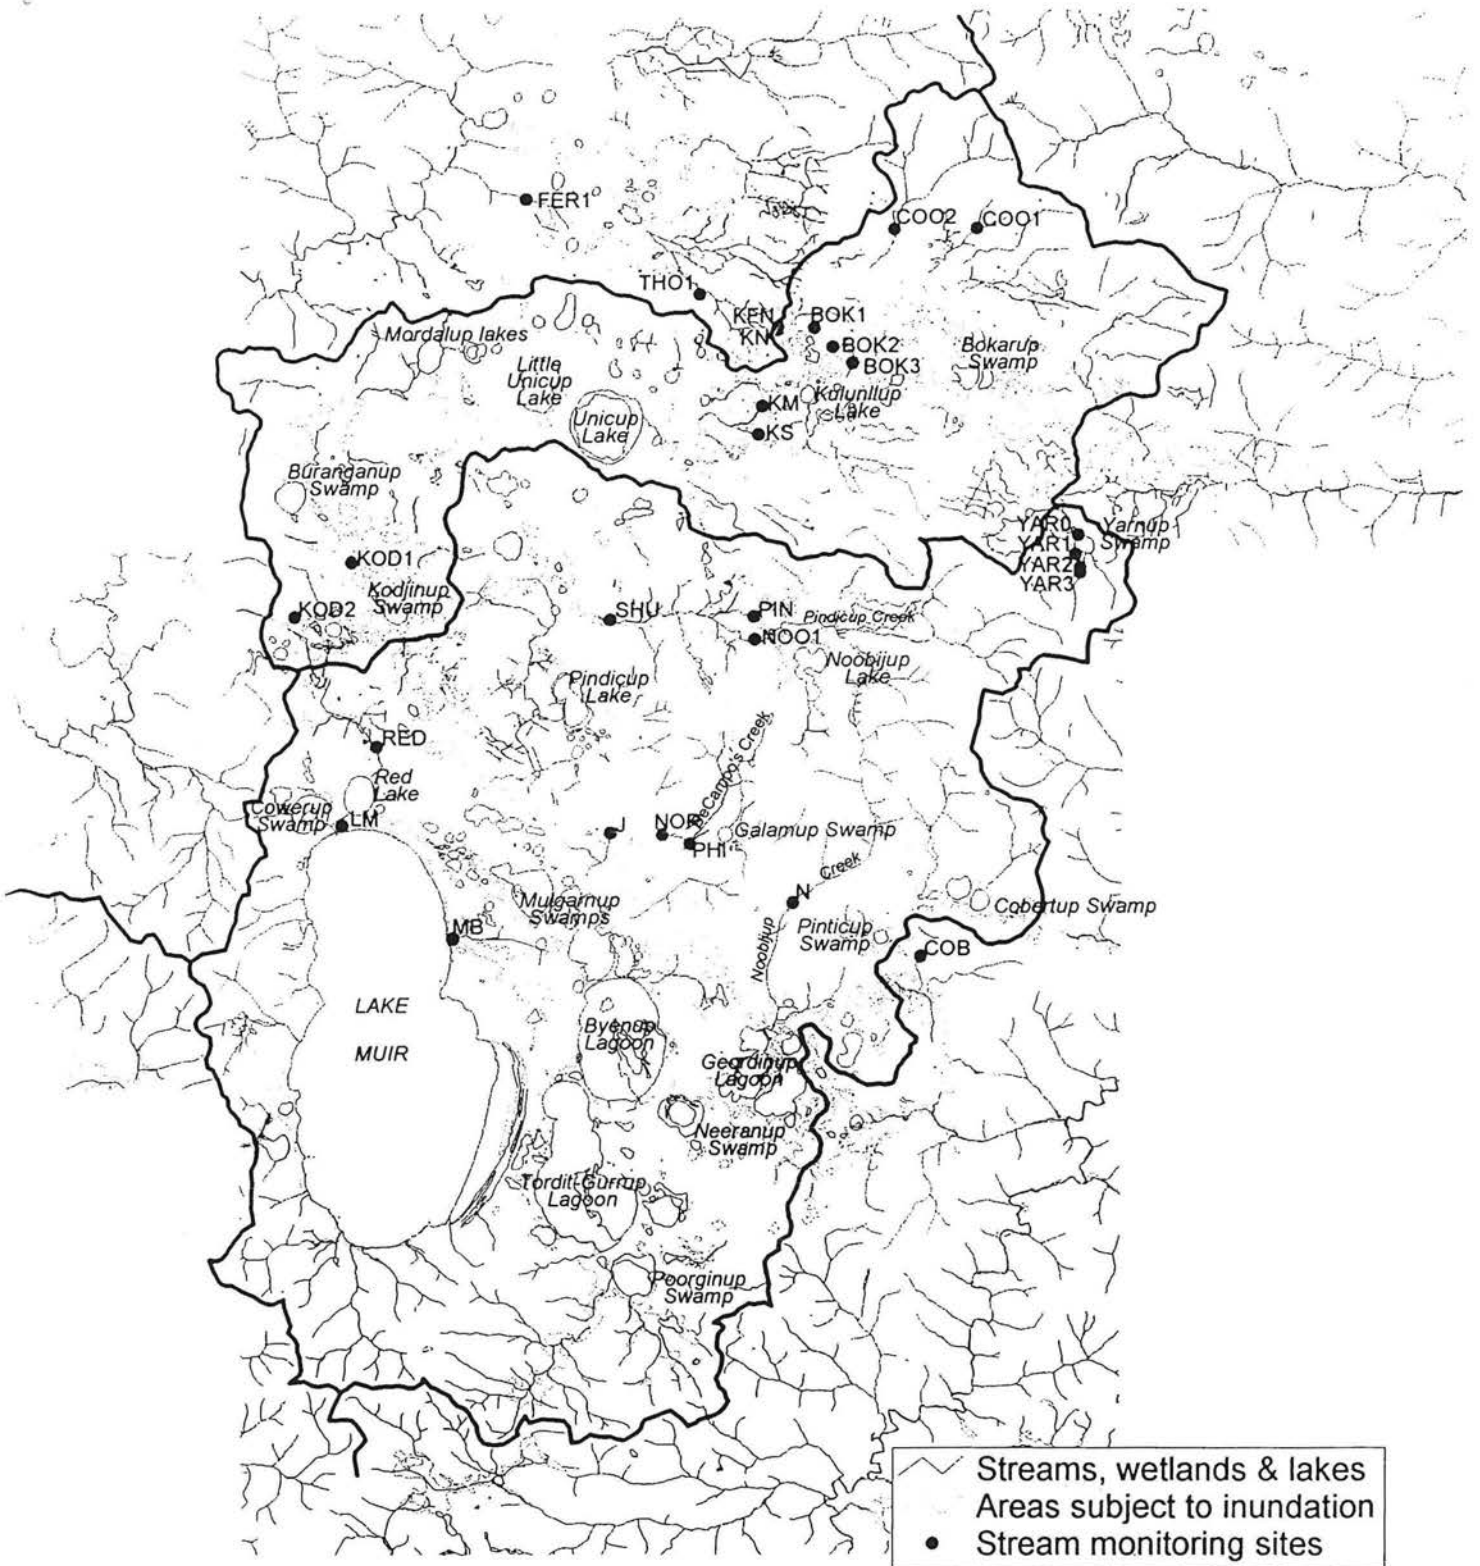 FER1
COO2
COO1
THO1
KEN
KN
BOK1
BOK2
BOK3
Mordalup lakes
Little
Unicup
Lake
Bokarup
Swamp
Kulunilup
Lake
KM
KS
Unicup
Lake
Buranganup
Swamp
YAR0
YAR1
YAR2
YAR3
Yarnup
Swamp
KOD1
Kodjinup
Swamp
KOD2
SHU
PIN
Pindicup Creek
NOO1
Noobijup
Lake
Pindicup
Lake
RED
Red
Lake
DeCampo's Creek
Cowerup
Swamp
LM
J
NOR
PHI
Galamup Swamp
Creek
N
Noobijup
Mulgarnup
Swamps
Pinticup
Swamp
Cobertup Swamp
MB
COB
LAKE
MUIR
Byenup
Lagoon
Geordinup
Lagoon
Neeranup
Swamp
Tordit-Gurrup
Lagoon
Poorginup
Swamp
Streams, wetlands & lakes
Areas subject to inundation
Stream monitoring sites